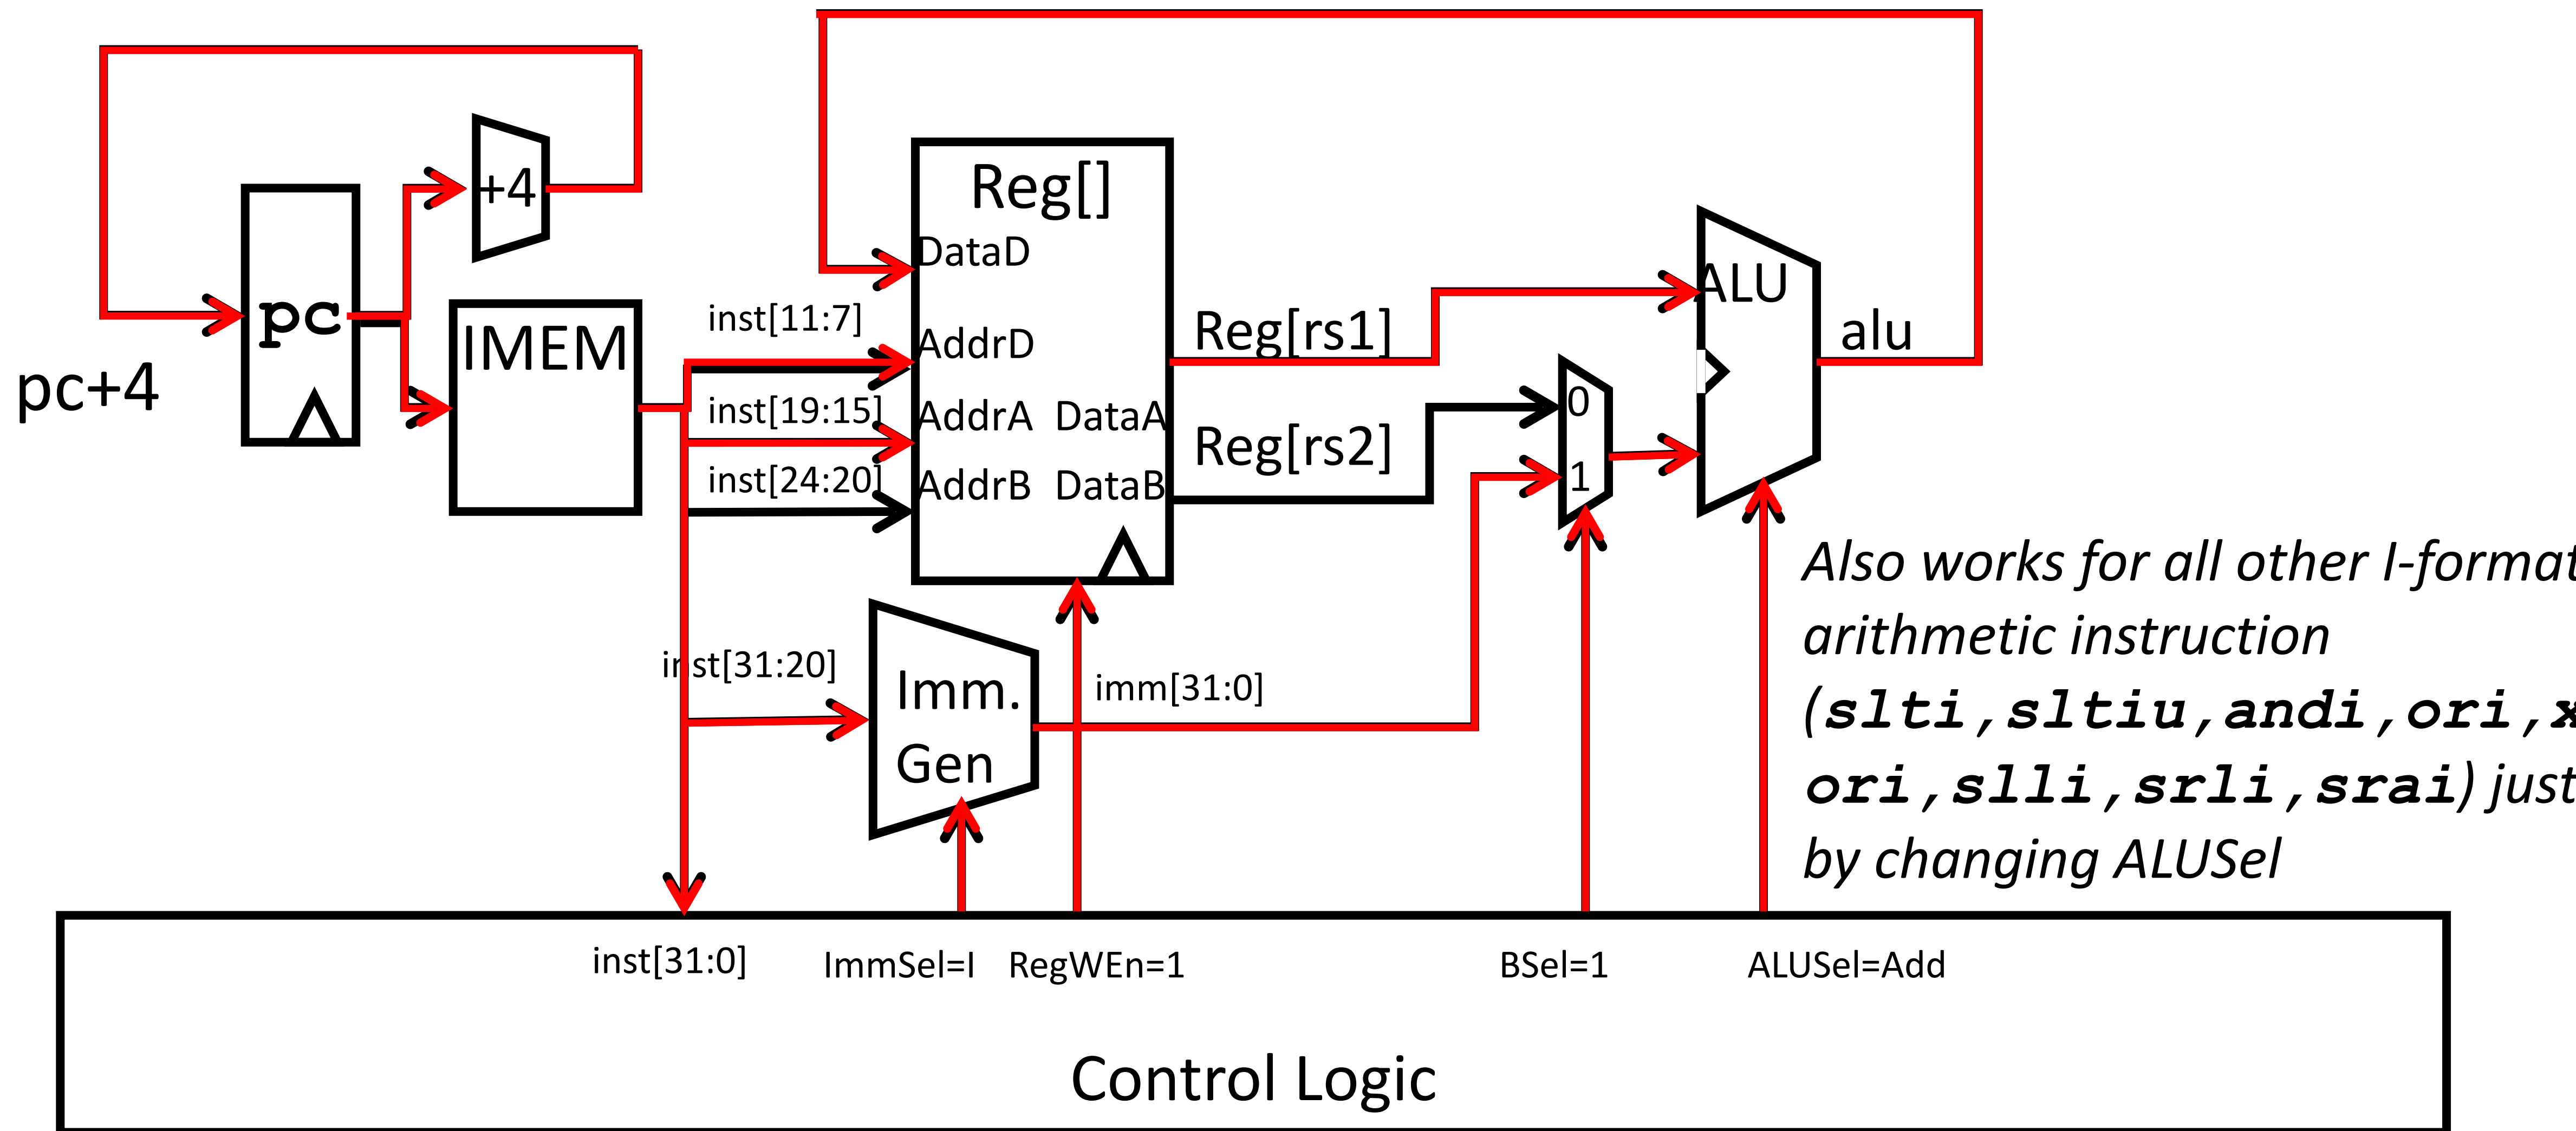 +4
pc
pc+4
IMEM
inst[11:7]
inst[19:15]
inst[24:20]
Reg[]
DataD
AddrD
AddrA DataA
AddrB DataB
Reg[rs1]
Reg[rs2]
0
1
ALU
alu
inst[31:20]
Imm.
Gen
imm[31:0]
Also works for all other I-format
arithmetic instruction
(slti,sltiu,andi,ori,x
ori,slli,srli,srai) just
by changing ALUSel
inst[31:0]
ImmSel=I
RegWEn=1
BSel=1
ALUSel=Add
Control Logic